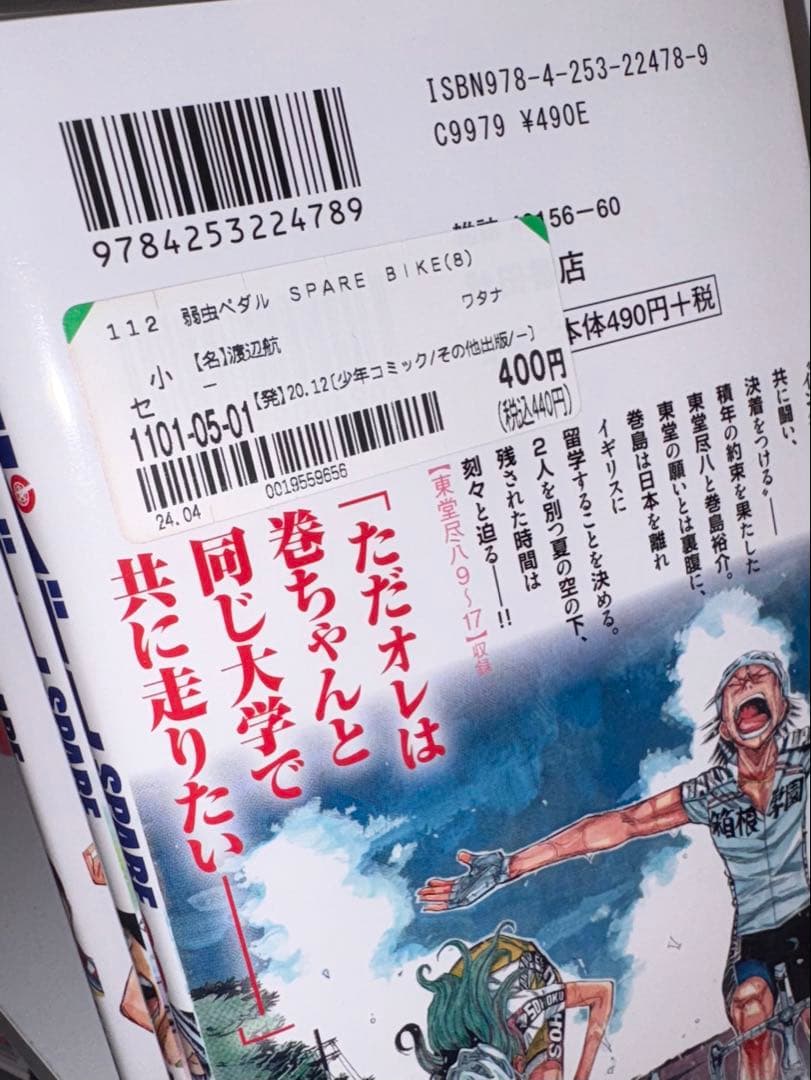 ISBN978-4-253-22478-9
C9979 ¥490E
9784253224789
156-60
店
本体490円+税
112 弱虫ペダル SPARE BIKE(8)
ワタナ
小
セ
【名】渡辺航
ー
【発】20.12〔少年コミック/その他出版/ー〕
1101-05-01
400円
(税込440円)
0019559656
24.04
共に闘い、
決着をつける〟――
積年の約束を果たした
東堂尽八と巻島裕介。
東堂の願いとは裏腹に、
巻島は日本を離れ
イギリスに
留学することを決める。
2人を別つ夏の空の下、
残された時間は
刻々と迫る――!!
【東堂尽八9〜17】収録
「ただオレは
巻ちゃんと
同じ大学で
共に走りたい――」
箱根学園
SPARE
SPARE